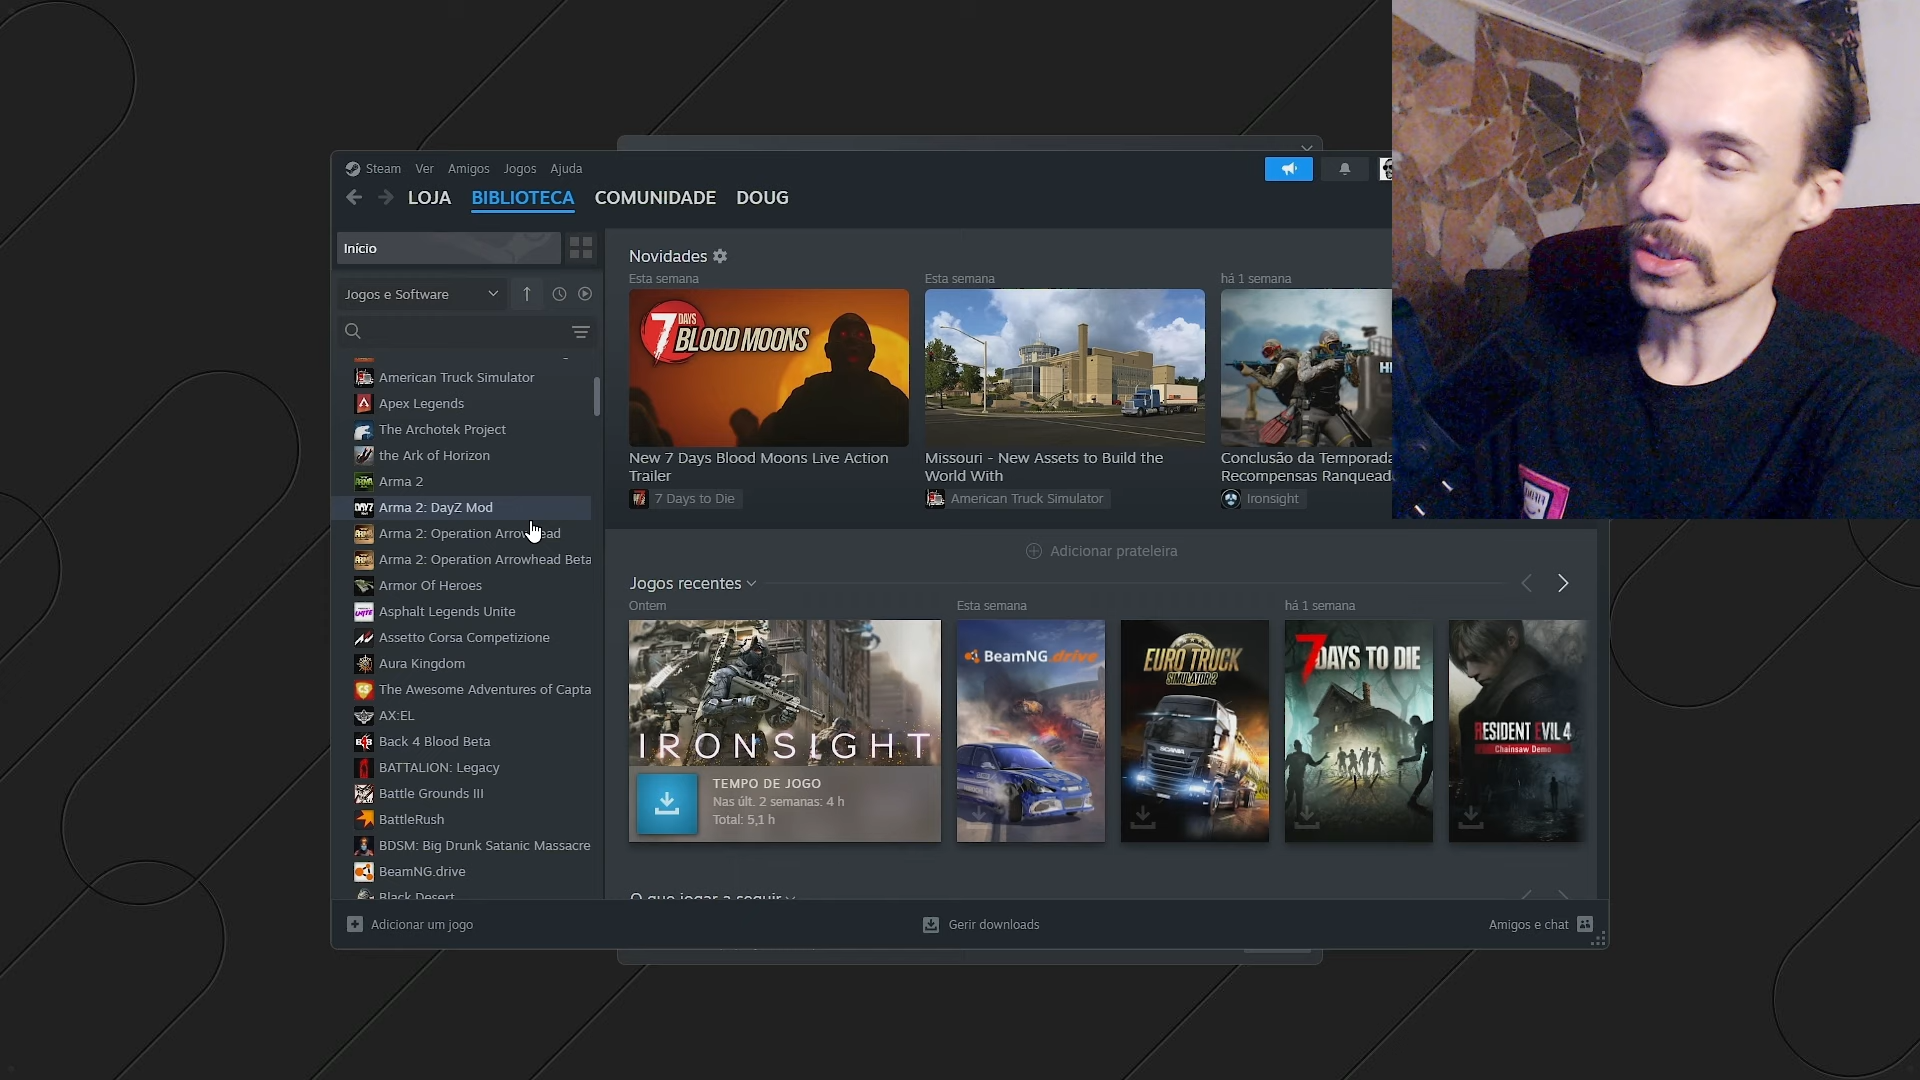 Steam Ver Amigos Jogos Ajuda
LOJA BIBLIOTECA COMUNIDADE DOUG
Início
Jogos e Software
American Truck Simulator
Apex Legends
The Archotek Project
the Ark of Horizon
Arma 2
Arma 2: DayZ Mod
Arma 2: Operation Arrowhead
Arma 2: Operation Arrowhead Beta
Armor Of Heroes
Asphalt Legends Unite
Assetto Corsa Competizione
Aura Kingdom
The Awesome Adventures of Capta
AX:EL
Back 4 Blood Beta
BATTALION: Legacy
Battle Grounds III
BattleRush
BDSM: Big Drunk Satanic Massacre
BeamNG.drive
Black Desert
Novidades
Esta semana
7 DAYS
BLOOD MOONS
New 7 Days Blood Moons Live Action
Trailer
7 Days to Die
Esta semana
Missouri - New Assets to Build the
World With
American Truck Simulator
há 1 semana
Conclusão da Temporada
Recompensas Ranquead
Ironsight
Adicionar prateleira
Jogos recentes
Ontem
IRONSIGHT
TEMPO DE JOGO
Nas últ. 2 semanas: 4 h
Total: 5,1 h
Esta semana
BeamNG.drive
EURO TRUCK
SIMULATOR 2
SCANIA
há 1 semana
7 DAYS TO DIE
RESIDENT EVIL 4
Chainsaw Demo
O que jogar a seguir
Adicionar um jogo
Gerir downloads
Amigos e chat